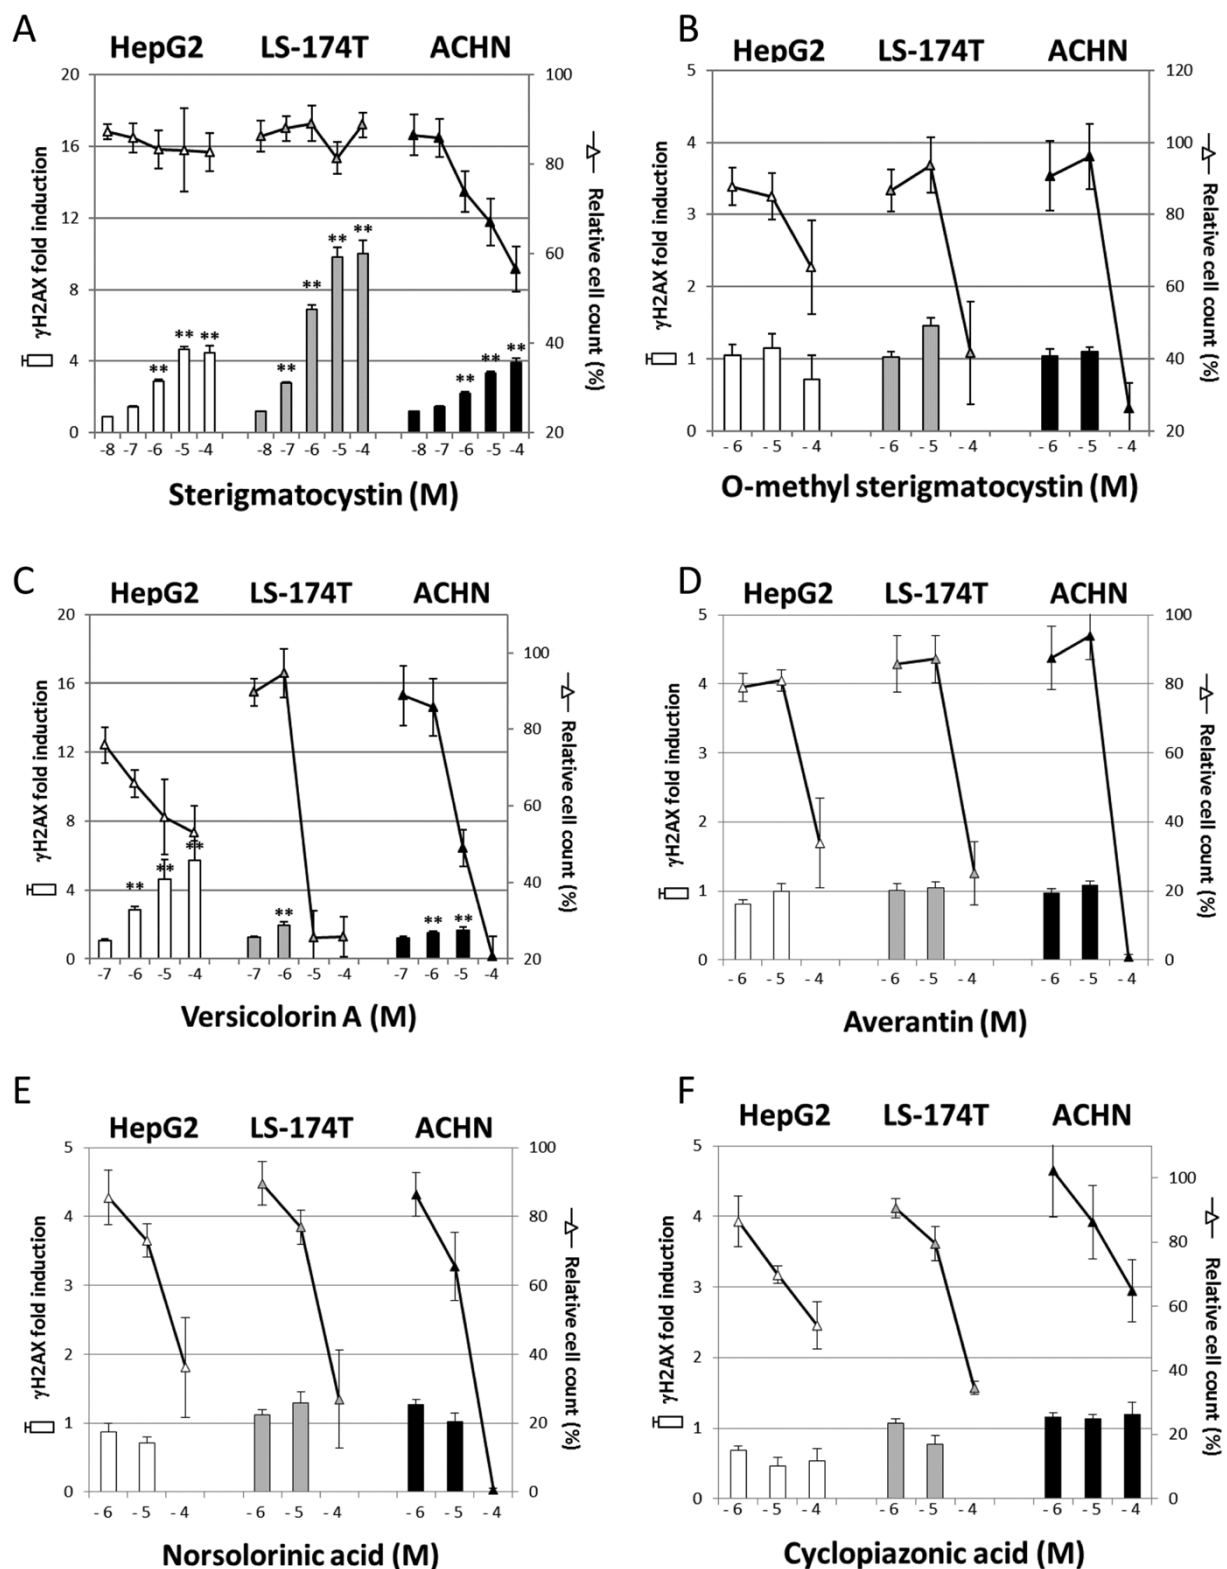 A
HepG2 LS-174T ACHN
20
16
12
8
4
0
100
80
60
40
20
γH2AX fold induction
Relative cell count (%)
** ** **
** ** ** **
** ** **
-8 -7 -6 -5 -4 -8 -7 -6 -5 -4 -8 -7 -6 -5 -4
Sterigmatocystin (M)
B
HepG2 LS-174T ACHN
5
4
3
2
1
0
120
100
80
60
40
20
γH2AX fold induction
Relative cell count (%)
- 6 - 5 - 4 - 6 - 5 - 4 - 6 - 5 - 4
O-methyl sterigmatocystin (M)
C
HepG2 LS-174T ACHN
20
16
12
8
4
0
100
80
60
40
20
γH2AX fold induction
Relative cell count (%)
** ** **
**
** **
-7 -6 -5 -4 -7 -6 -5 -4 -7 -6 -5 -4
Versicolorin A (M)
D
HepG2 LS-174T ACHN
5
4
3
2
1
0
100
80
60
40
20
0
γH2AX fold induction
Relative cell count (%)
- 6 - 5 - 4 - 6 - 5 - 4 - 6 - 5 - 4
Averantin (M)
E
HepG2 LS-174T ACHN
5
4
3
2
1
0
100
80
60
40
20
0
γH2AX fold induction
Relative cell count (%)
- 6 - 5 - 4 - 6 - 5 - 4 - 6 - 5 - 4
Norsolorinic acid (M)
F
HepG2 LS-174T ACHN
5
4
3
2
1
0
100
80
60
40
20
0
γH2AX fold induction
Relative cell count (%)
- 6 - 5 - 4 - 6 - 5 - 4 - 6 - 5 - 4
Cyclopiazonic acid (M)